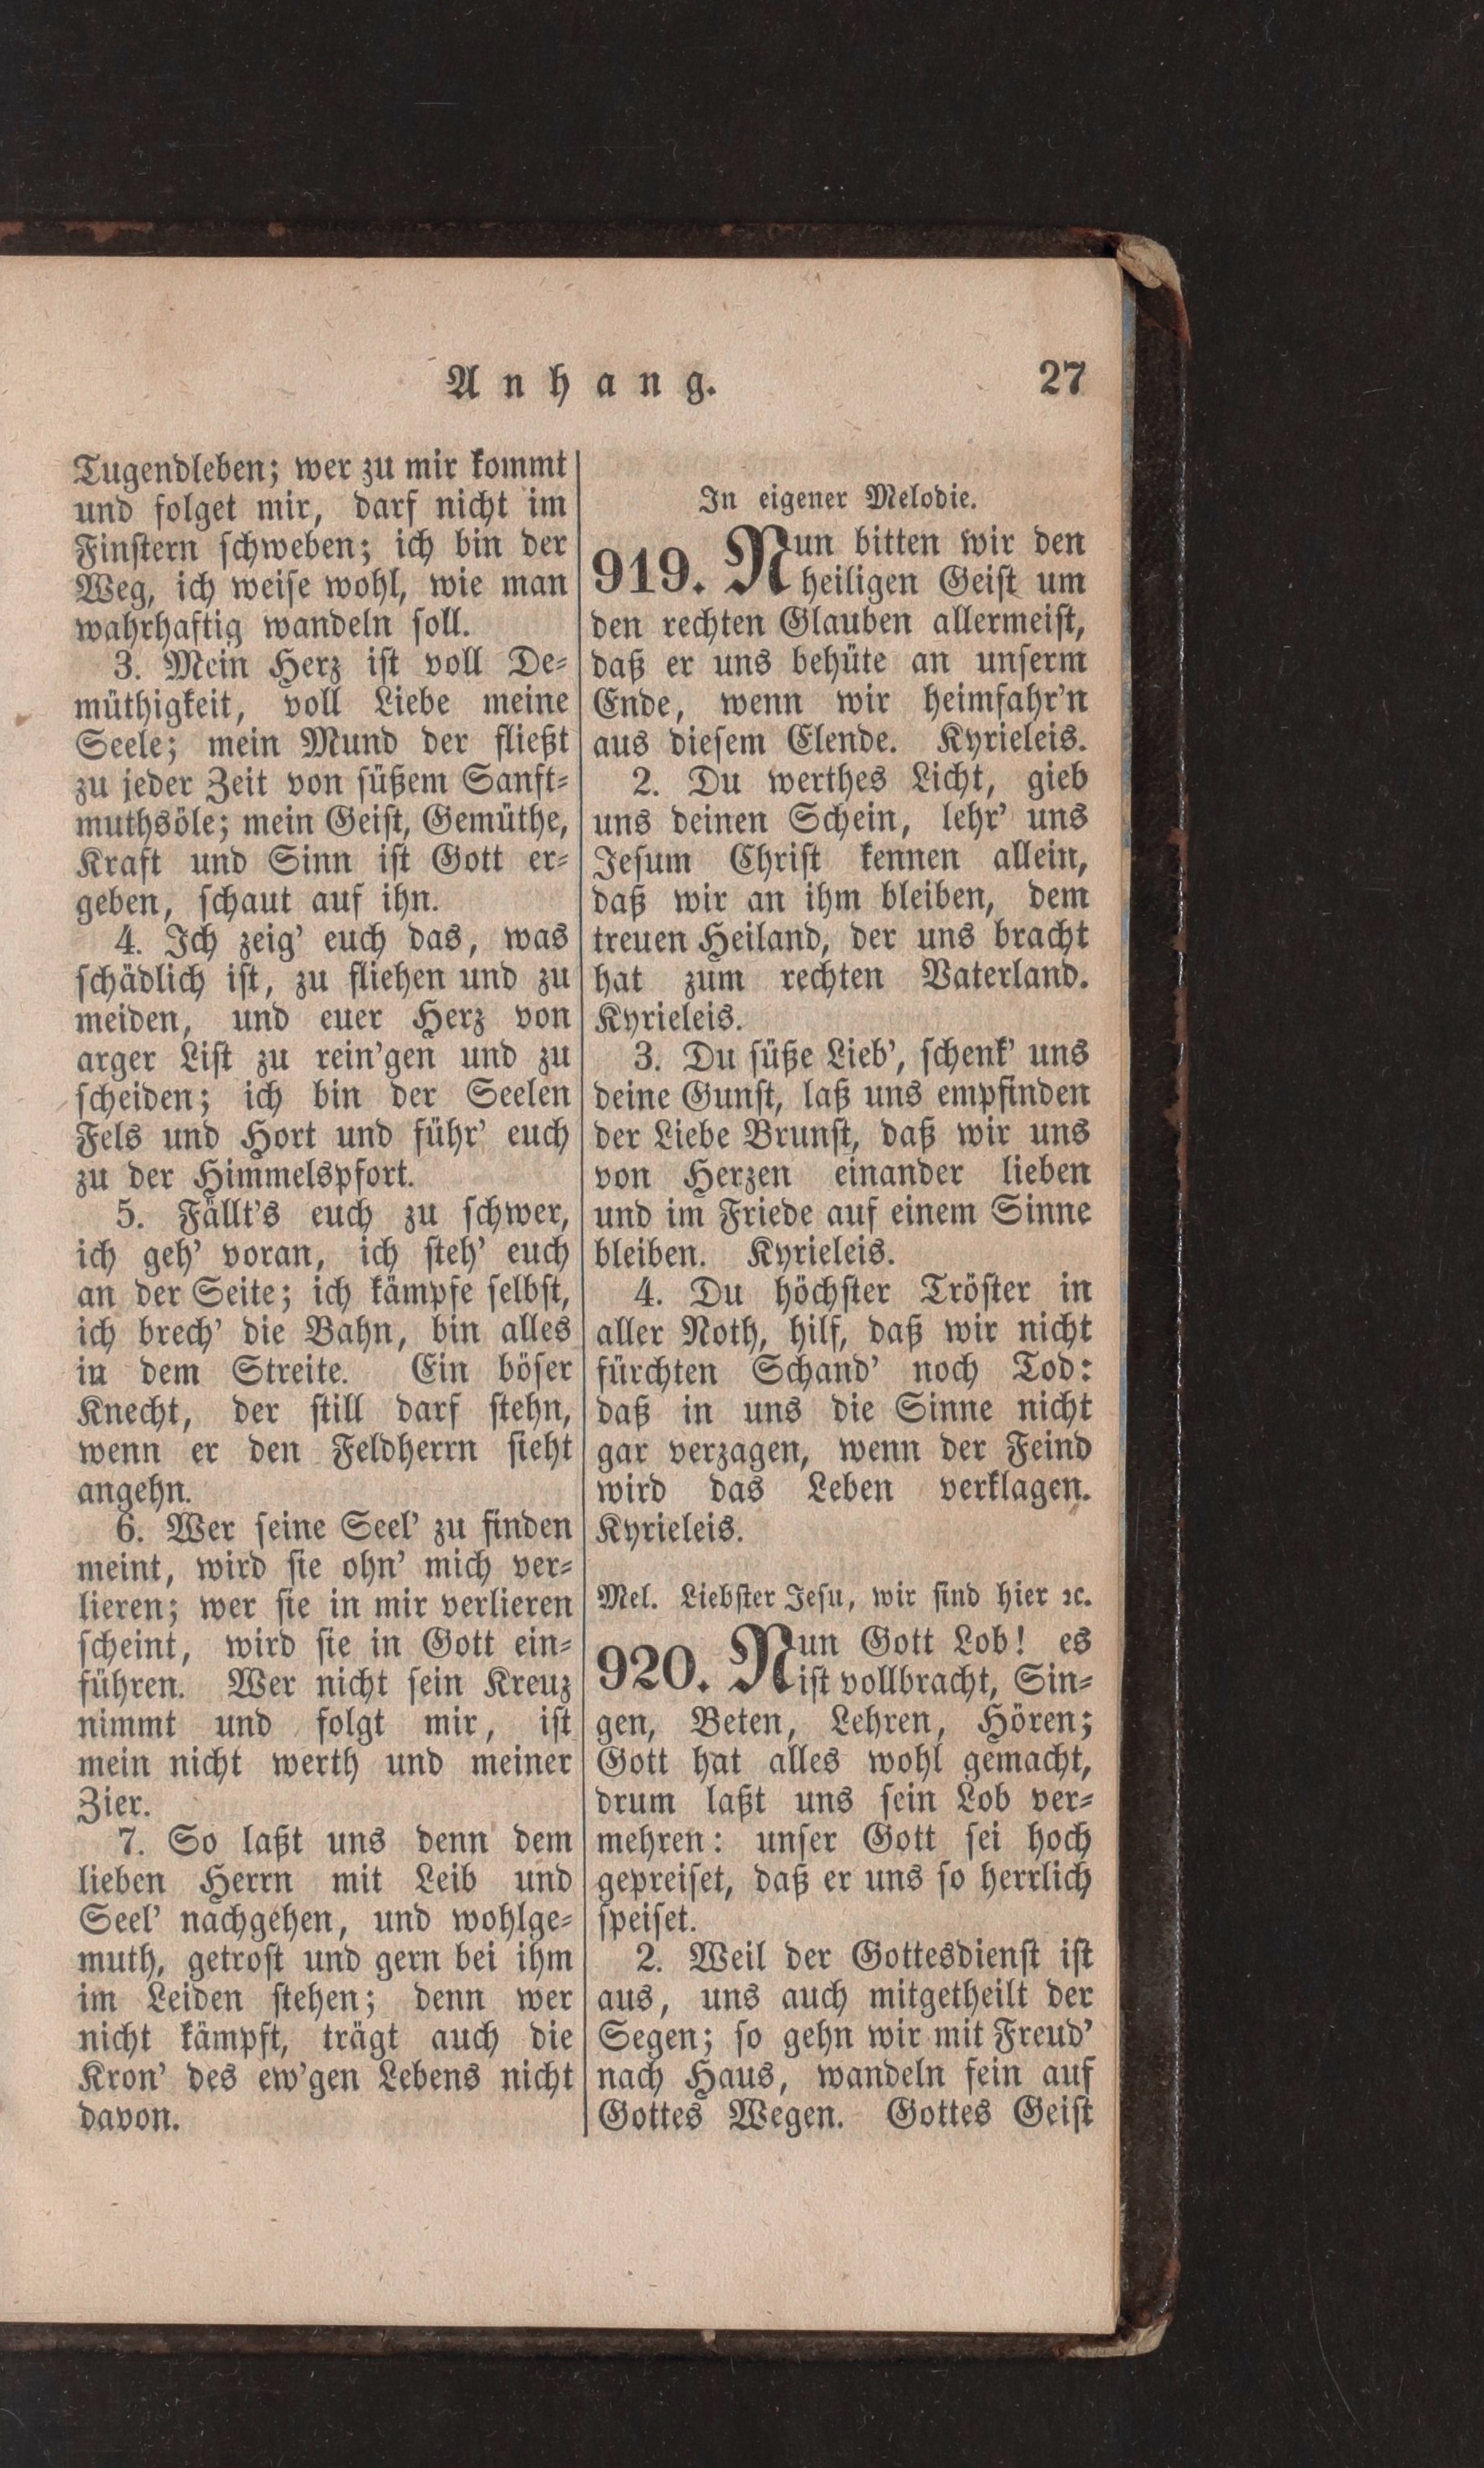 Anhang.
27
Tugendleben; wer zu mir kommt
und folget mir, darf nicht im
Finstern schweben; ich bin der
Weg, ich weise wohl, wie man
wahrhaftig wandeln soll.
3. Mein Herz ist voll De-
müthigkeit, voll Liebe meine
Seele; mein Mund der fließt
zu jeder Zeit von süßem Sanft-
muthsöle; mein Geist, Gemüthe,
Kraft und Sinn ist Gott er-
geben, schaut auf ihn.
4. Ich zeig' euch das, was
schädlich ist, zu fliehen und zu
meiden, und euer Herz von
arger List zu rein'gen und zu
scheiden; ich bin der Seelen
Fels und Hort und führ' euch
zu der Himmelspfort.
5. Fällt's euch zu schwer,
ich geh' voran, ich steh' euch
an der Seite; ich kämpfe selbst,
ich brech' die Bahn, bin alles
in dem Streite. Ein böser
Knecht, der still darf stehn,
wenn er den Feldherrn sieht
angehn.
6. Wer seine Seel' zu finden
meint, wird sie ohn' mich ver-
lieren; wer sie in mir verlieren
scheint, wird sie in Gott ein-
führen. Wer nicht sein Kreuz
nimmt und folgt mir, ist
mein nicht werth und meiner
Zier.
7. So laßt uns denn dem
lieben Herrn mit Leib und
Seel' nachgehen, und wohlge-
muth, getrost und gern bei ihm
im Leiden stehen; denn wer
nicht kämpft, trägt auch die
Kron' des ew'gen Lebens nicht
davon.
In eigener Melodie.
919. Nun bitten wir den
heiligen Geist um
den rechten Glauben allermeist,
daß er uns behüte an unserm
Ende, wenn wir heimfahr'n
aus diesem Elende. Kyrieleis.
2. Du werthes Licht, gieb
uns deinen Schein, lehr' uns
Jesum Christ kennen allein,
daß wir an ihm bleiben, dem
treuen Heiland, der uns bracht
hat zum rechten Vaterland.
Kyrieleis.
3. Du süße Lieb', schenk' uns
deine Gunst, laß uns empfinden
der Liebe Brunst, daß wir uns
von Herzen einander lieben
und im Friede auf einem Sinne
bleiben. Kyrieleis.
4. Du höchster Tröster in
aller Noth, hilf, daß wir nicht
fürchten Schand' noch Tod:
daß in uns die Sinne nicht
gar verzagen, wenn der Feind
wird das Leben verklagen.
Kyrieleis.
Mel. Liebster Jesu, wir sind hier ꝛc.
920. Nun Gott Lob! es
ist vollbracht, Sin-
gen, Beten, Lehren, Hören;
Gott hat alles wohl gemacht,
drum laßt uns sein Lob ver-
mehren: unser Gott sei hoch
gepreiset, daß er uns so herrlich
speiset.
2. Weil der Gottesdienst ist
aus, uns auch mitgetheilt der
Segen; so gehn wir mit Freud'
nach Haus, wandeln fein auf
Gottes Wegen. Gottes Geist